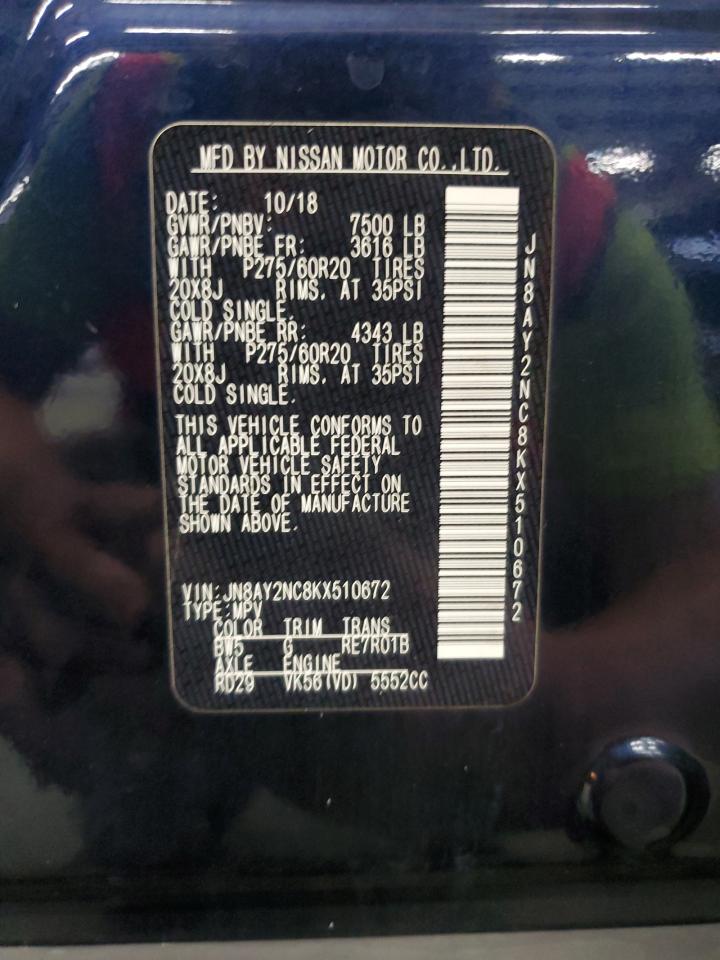 MFD BY NISSAN MOTOR CO.,LTD.
DATE: 10/18
GVWR/PNBV: 7500 LB
GAWR/PNBE FR: 3616 LB
WITH P275/60R20 TIRES
20X8J RIMS, AT 35PSI
COLD SINGLE.
GAWR/PNBE RR: 4343 LB
WITH P275/60R20 TIRES
20X8J RIMS, AT 35PSI
COLD SINGLE.
THIS VEHICLE CONFORMS TO
ALL APPLICABLE FEDERAL
MOTOR VEHICLE SAFETY
STANDARDS IN EFFECT ON
THE DATE OF MANUFACTURE
SHOWN ABOVE.
VIN:JN8AY2NC8KX510672
TYPE:MPV
COLOR TRIM TRANS
BW5 G RE7R01B
AXLE ENGINE
RD29 VK56(VD) 5552CC
JN8AY2NC8KX510672